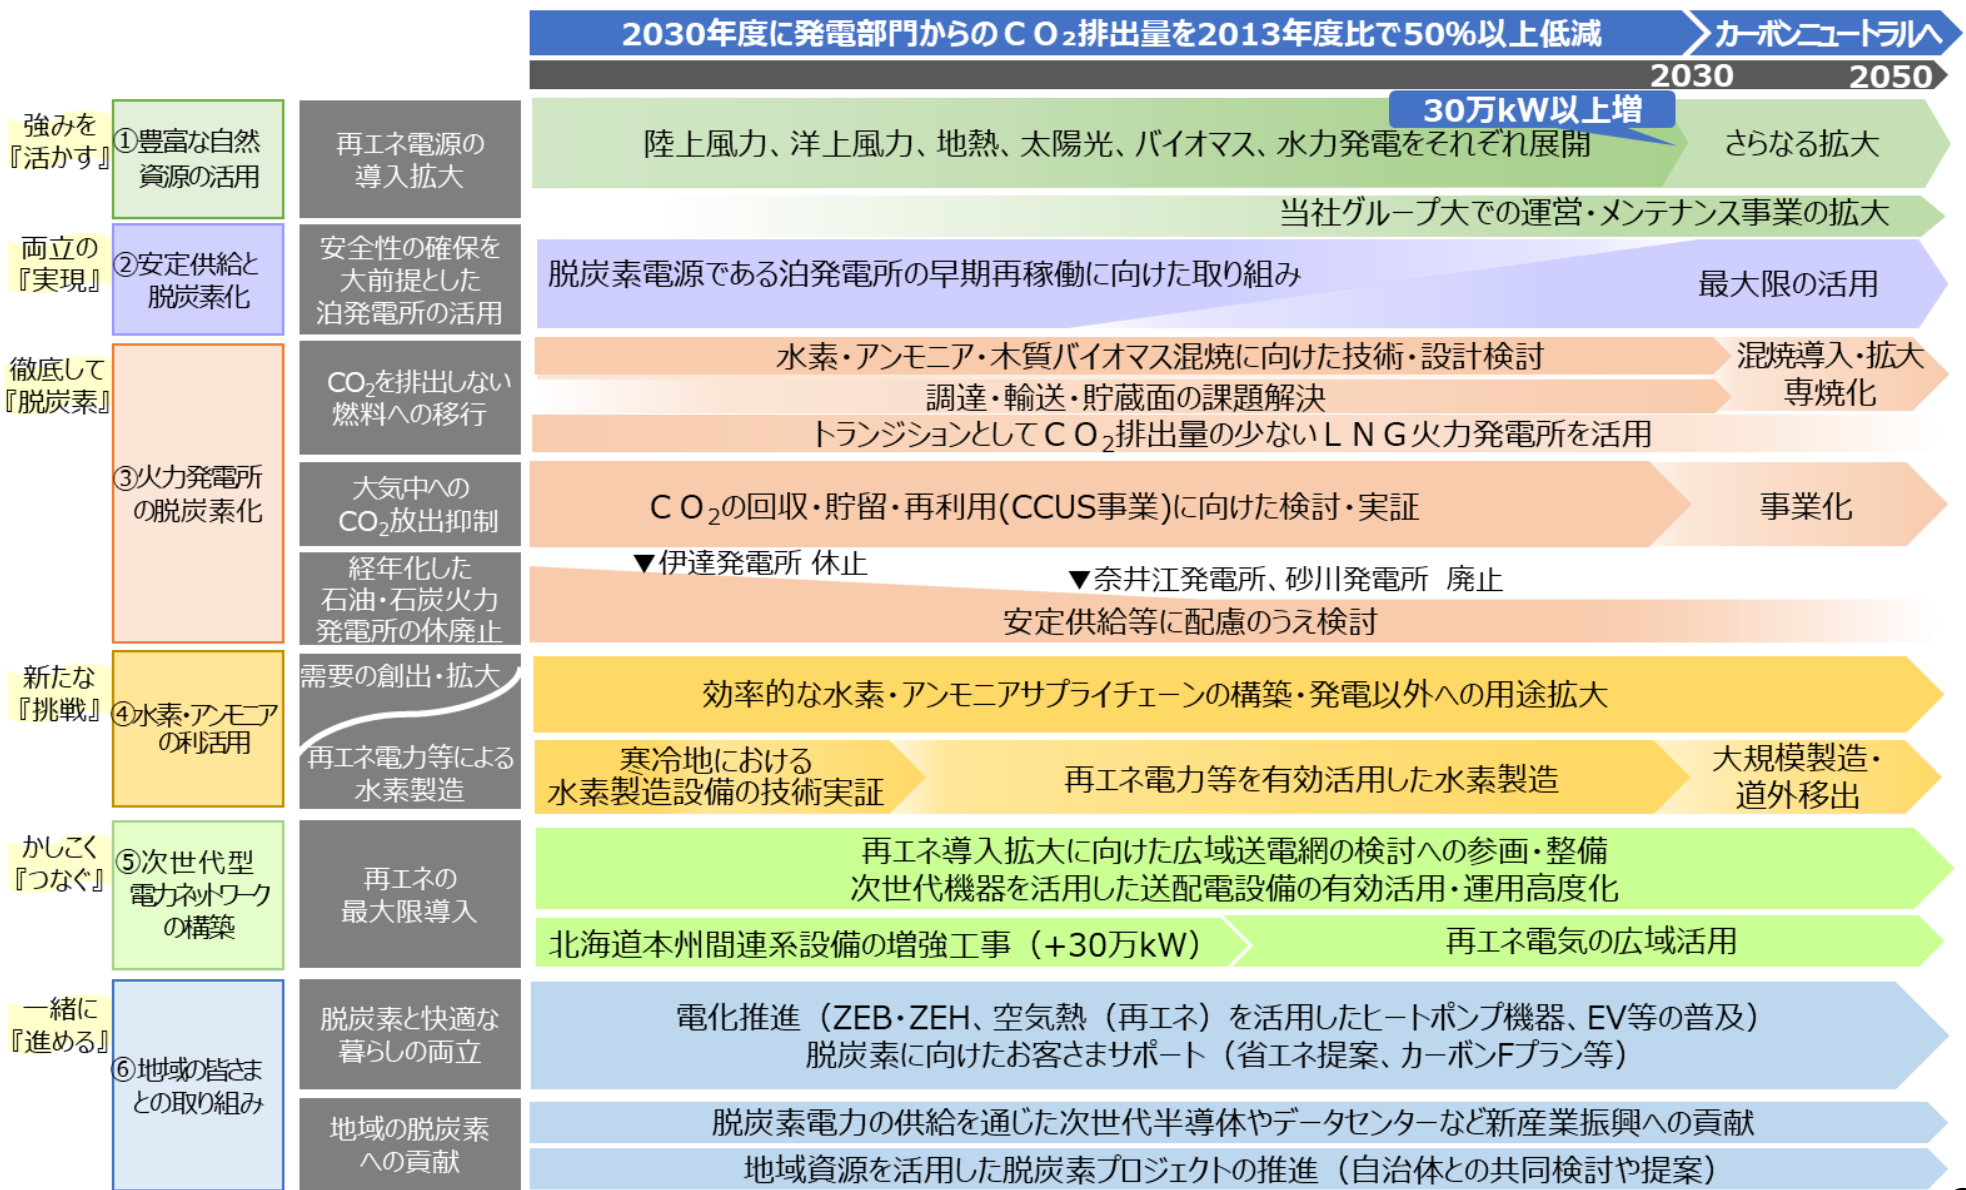 2030年度に発電部門からのＣＯ₂排出量を2013年度比で50%以上低減
カーボンニュートラルへ
2030
2050
強みを
『活かす』
①豊富な自然
資源の活用
再エネ電源の
導入拡大
30万kW以上増
陸上風力、洋上風力、地熱、太陽光、バイオマス、水力発電をそれぞれ展開
さらなる拡大
当社グループ大での運営・メンテナンス事業の拡大
両立の
『実現』
②安定供給と
脱炭素化
安全性の確保を
大前提とした
泊発電所の活用
脱炭素電源である泊発電所の早期再稼働に向けた取り組み
最大限の活用
徹底して
『脱炭素』
③火力発電所
の脱炭素化
CO₂を排出しない
燃料への移行
水素・アンモニア・木質バイオマス混焼に向けた技術・設計検討
調達・輸送・貯蔵面の課題解決
混焼導入・拡大
専焼化
トランジションとしてＣＯ₂排出量の少ないＬＮＧ火力発電所を活用
大気中への
CO₂放出抑制
ＣＯ₂の回収・貯留・再利用(CCUS事業)に向けた検討・実証
事業化
経年化した
石油・石炭火力
発電所の休廃止
▼伊達発電所 休止
▼奈井江発電所、砂川発電所 廃止
安定供給等に配慮のうえ検討
新たな
『挑戦』
④水素・アンモニア
の利活用
需要の創出・拡大
再エネ電力等による
水素製造
効率的な水素・アンモニアサプライチェーンの構築・発電以外への用途拡大
寒冷地における
水素製造設備の技術実証
再エネ電力等を有効活用した水素製造
大規模製造・
道外移出
かしこく
『つなぐ』
⑤次世代型
電力ネットワーク
の構築
再エネの
最大限導入
再エネ導入拡大に向けた広域送電網の検討への参画・整備
次世代機器を活用した送配電設備の有効活用・運用高度化
北海道本州間連系設備の増強工事（+30万kW）
再エネ電気の広域活用
一緒に
『進める』
⑥地域の皆さま
との取り組み
脱炭素と快適な
暮らしの両立
電化推進（ZEB・ZEH、空気熱（再エネ）を活用したヒートポンプ機器、EV等の普及）
脱炭素に向けたお客さまサポート（省エネ提案、カーボンFプラン等）
地域の脱炭素
への貢献
脱炭素電力の供給を通じた次世代半導体やデータセンターなど新産業振興への貢献
地域資源を活用した脱炭素プロジェクトの推進（自治体との共同検討や提案）